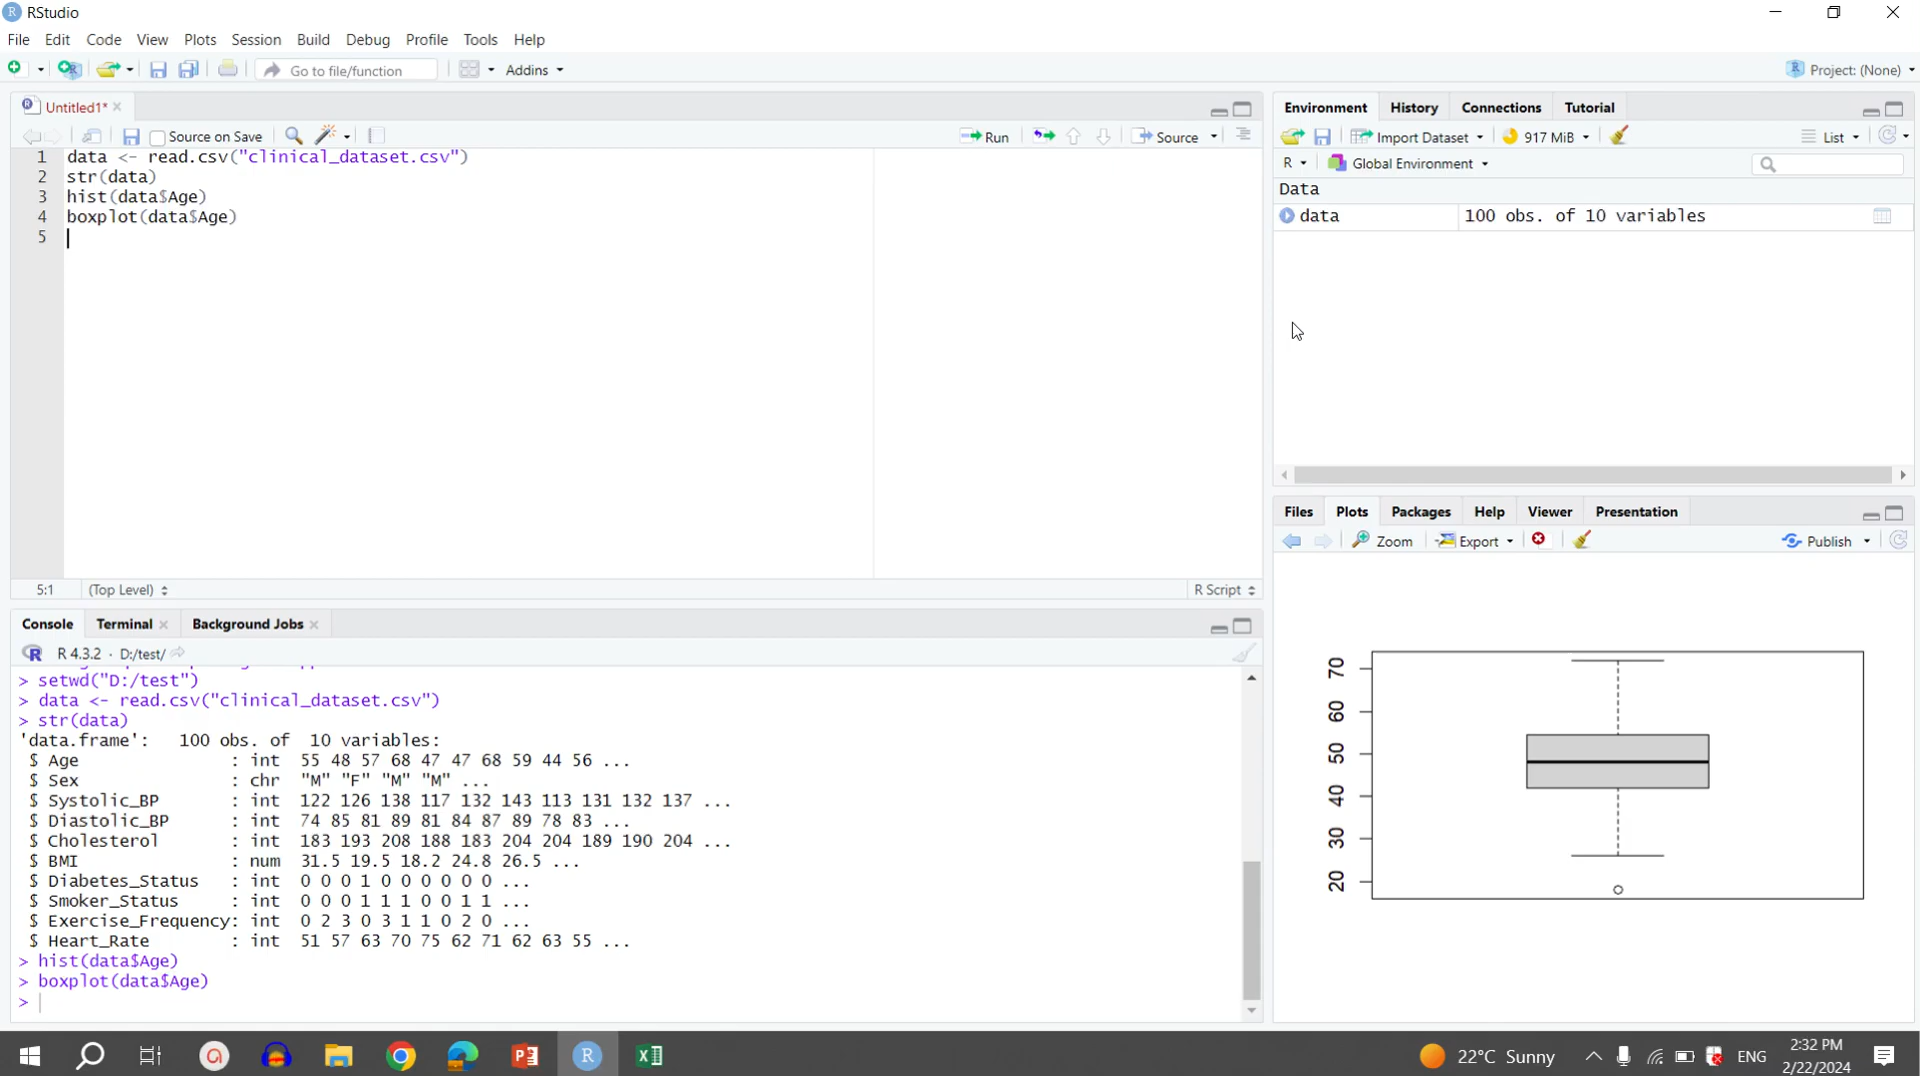 RStudio
File Edit Code View Plots Session Build Debug Profile Tools Help
Go to file/function Addins Project: (None)
Untitled1*
Source on Save Run Source
1 data <- read.csv("clinical_dataset.csv")
2 str(data)
3 hist(data$Age)
4 boxplot(data$Age)
5
5:1 (Top Level) R Script
Console Terminal Background Jobs
R 4.3.2 · D:/test/
> setwd("D:/test")
> data <- read.csv("clinical_dataset.csv")
> str(data)
'data.frame': 100 obs. of 10 variables:
$ Age : int 55 48 57 68 47 47 68 59 44 56 ...
$ Sex : chr "M" "F" "M" "M" ...
$ Systolic_BP : int 122 126 138 117 132 143 113 131 132 137 ...
$ Diastolic_BP : int 74 85 81 89 81 84 87 89 78 83 ...
$ Cholesterol : int 183 193 208 188 183 204 204 189 190 204 ...
$ BMI : num 31.5 19.5 18.2 24.8 26.5 ...
$ Diabetes_Status : int 0 0 0 1 0 0 0 0 0 0 ...
$ Smoker_Status : int 0 0 0 1 1 1 0 0 1 1 ...
$ Exercise_Frequency: int 0 2 3 0 3 1 1 0 2 0 ...
$ Heart_Rate : int 51 57 63 70 75 62 71 62 63 55 ...
> hist(data$Age)
> boxplot(data$Age)
>
Environment History Connections Tutorial
Import Dataset 917 MiB List
R Global Environment
Data
data 100 obs. of 10 variables
Files Plots Packages Help Viewer Presentation
Zoom Export Publish
70
60
50
40
30
20
22°C Sunny ENG 2:32 PM
2/22/2024